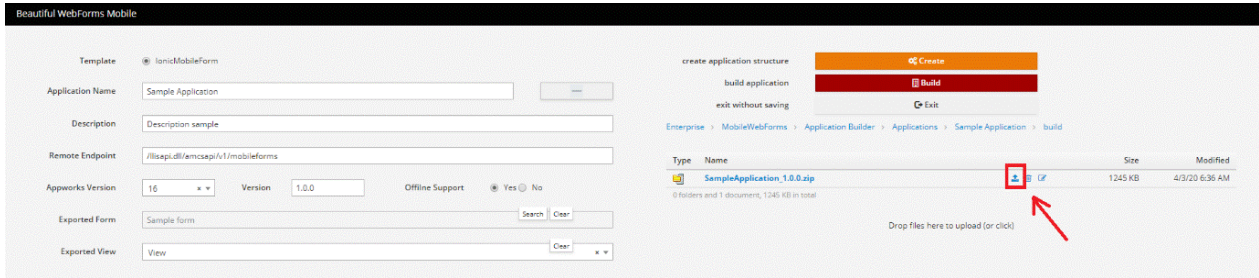 Beautiful WebForms Mobile
Template IonicMobileForm
Application Name Sample Application
Description Description sample
Remote Endpoint /llisapi.dll/amcsapi/v1/mobileforms
Appworks Version 16 Version 1.0.0 Offilne Support Yes No
Exported Form Sample form Search Clear
Exported View View Clear
create application structure Create
build application Build
exit without saving Exit
Enterprise > MobileWebForms > Application Builder > Applications > Sample Application > build
Type Name Size Modified
SampleApplication_1.0.0.zip 1245 KB 4/3/20 6:36 AM
0 folders and 1 document, 1245 KB in total
Drop files here to upload (or click)